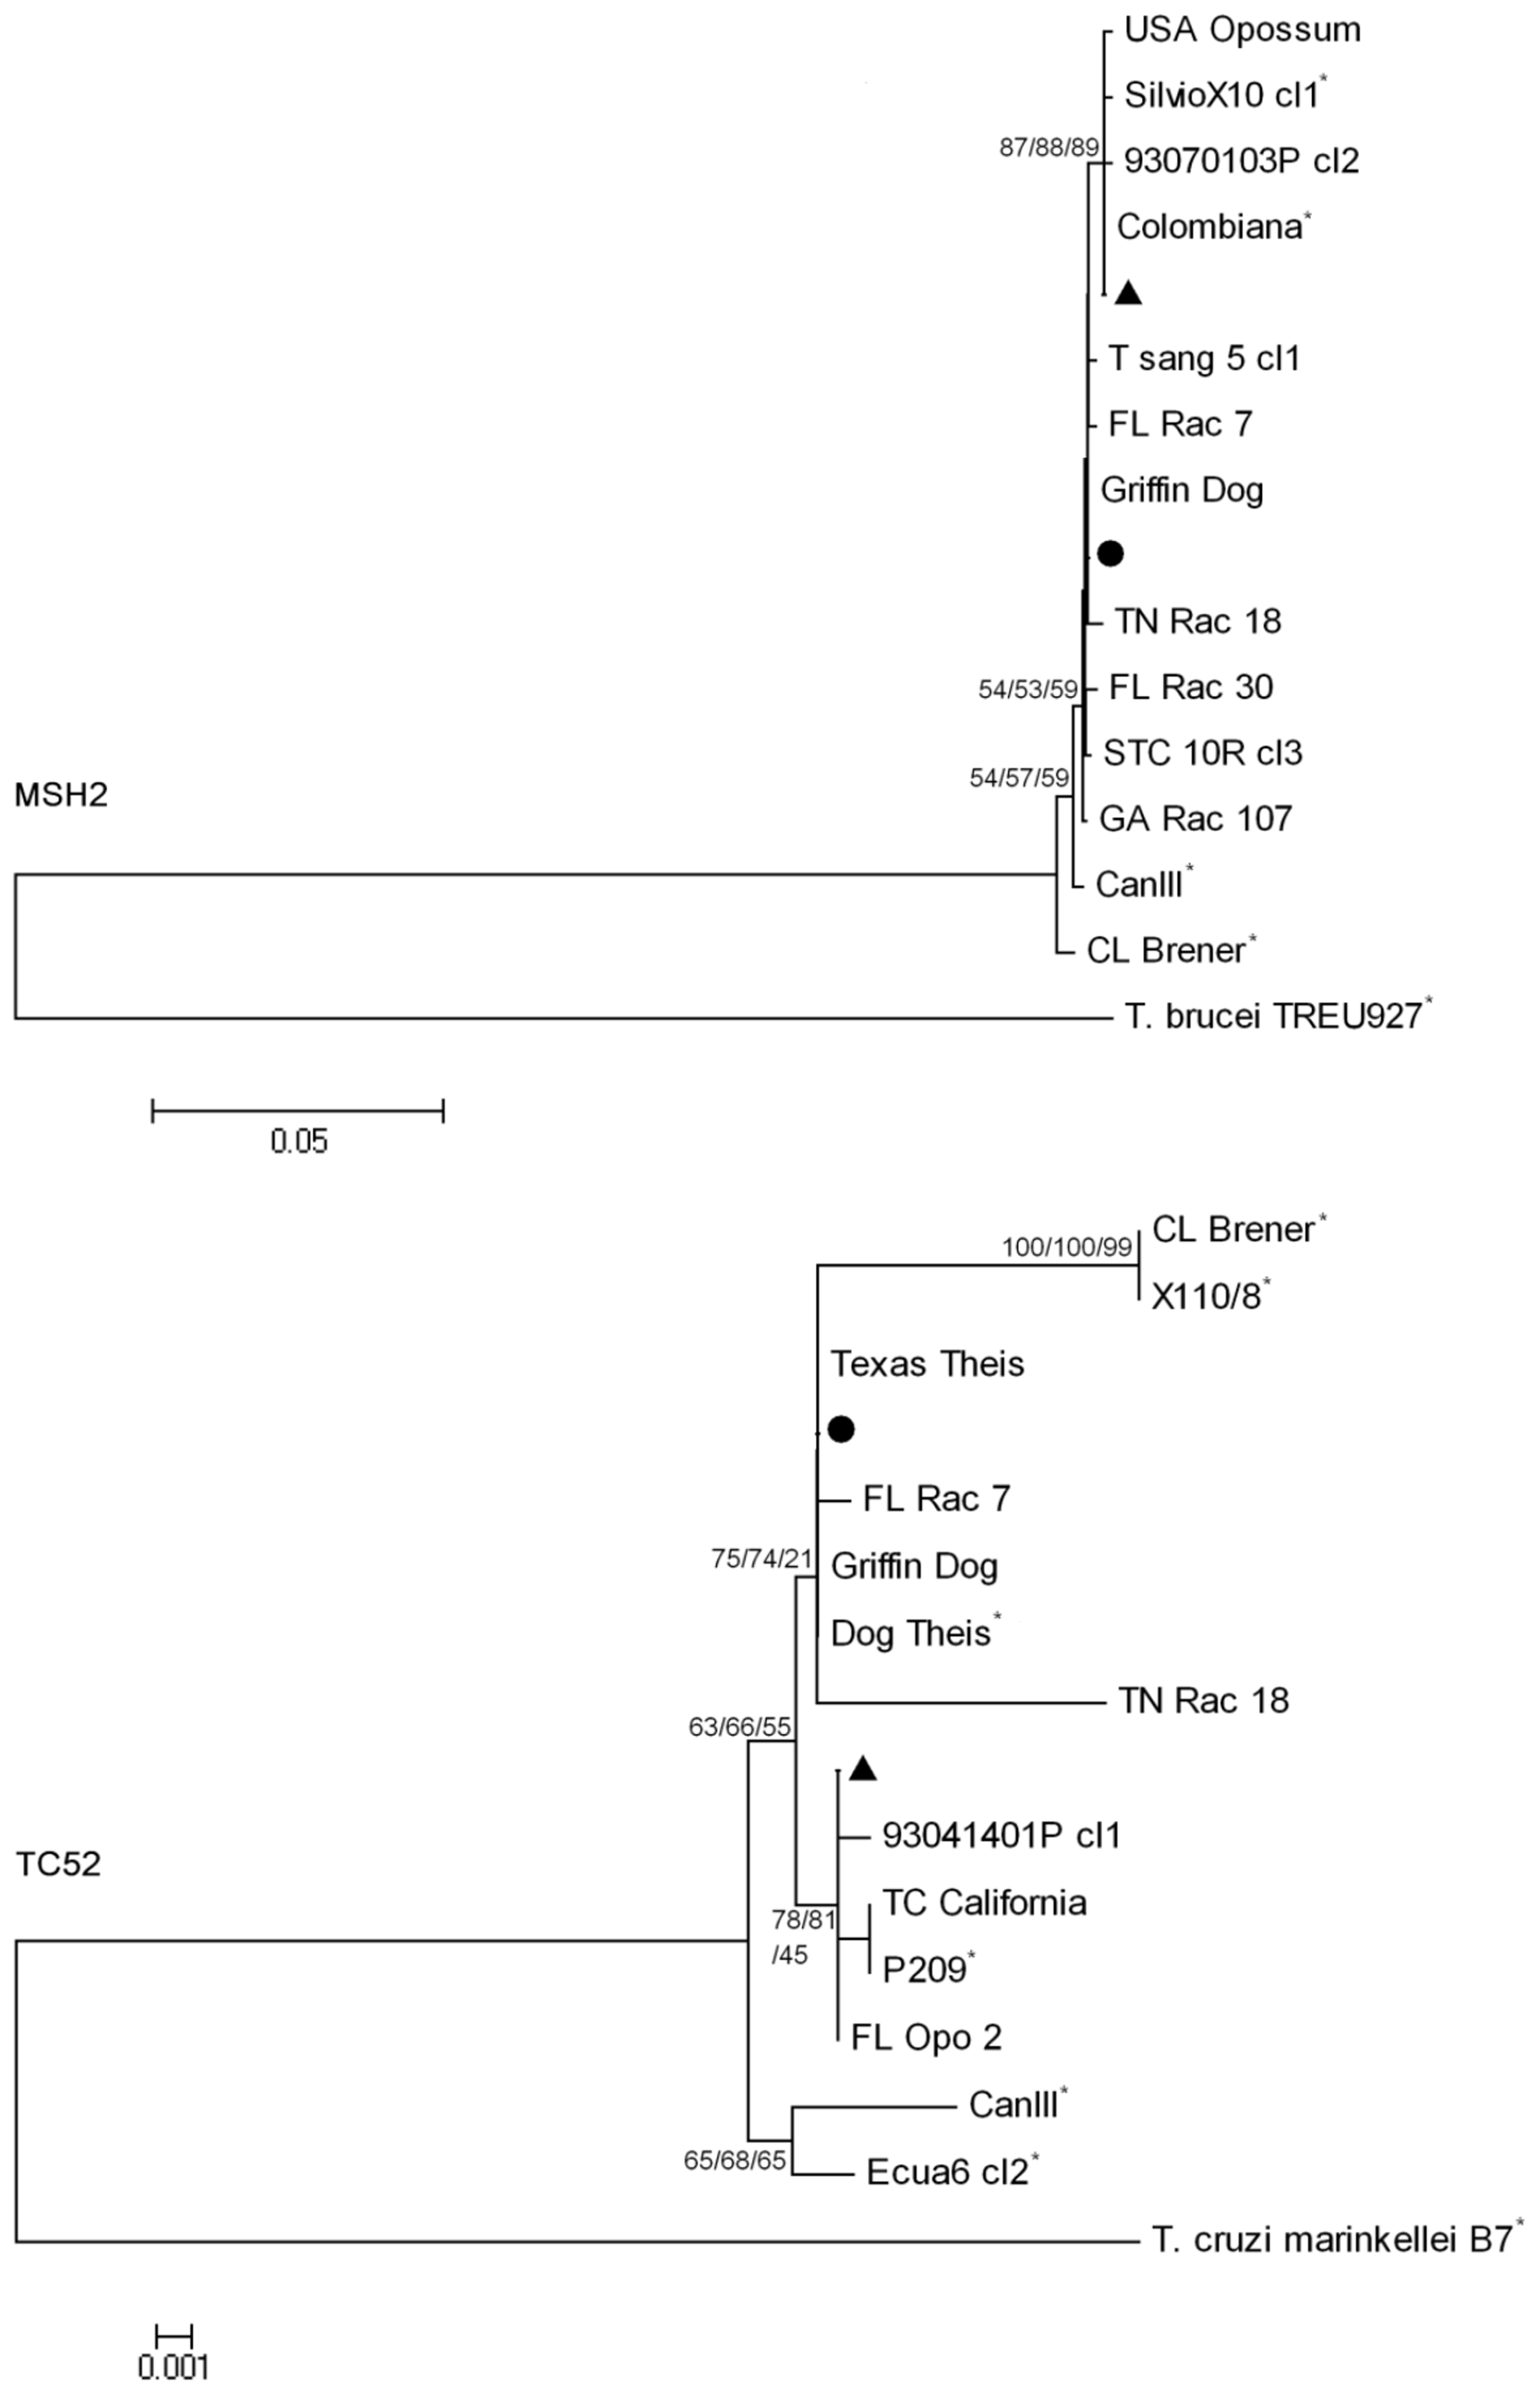 USA Opossum
SilvioX10 cl1*
87/88/89
93070103P cl2
Colombiana*
T sang 5 cl1
FL Rac 7
Griffin Dog
TN Rac 18
54/53/59
FL Rac 30
STC 10R cl3
54/57/59
MSH2
GA Rac 107
CanIII*
CL Brener*
T. brucei TREU927*
0.05
CL Brener*
100/100/99
X110/8*
Texas Theis
FL Rac 7
75/74/21
Griffin Dog
Dog Theis*
TN Rac 18
63/66/55
93041401P cl1
TC52
TC California
78/81
/45
P209*
FL Opo 2
CanIII*
65/68/65
Ecua6 cl2*
T. cruzi marinkellei B7*
0.001